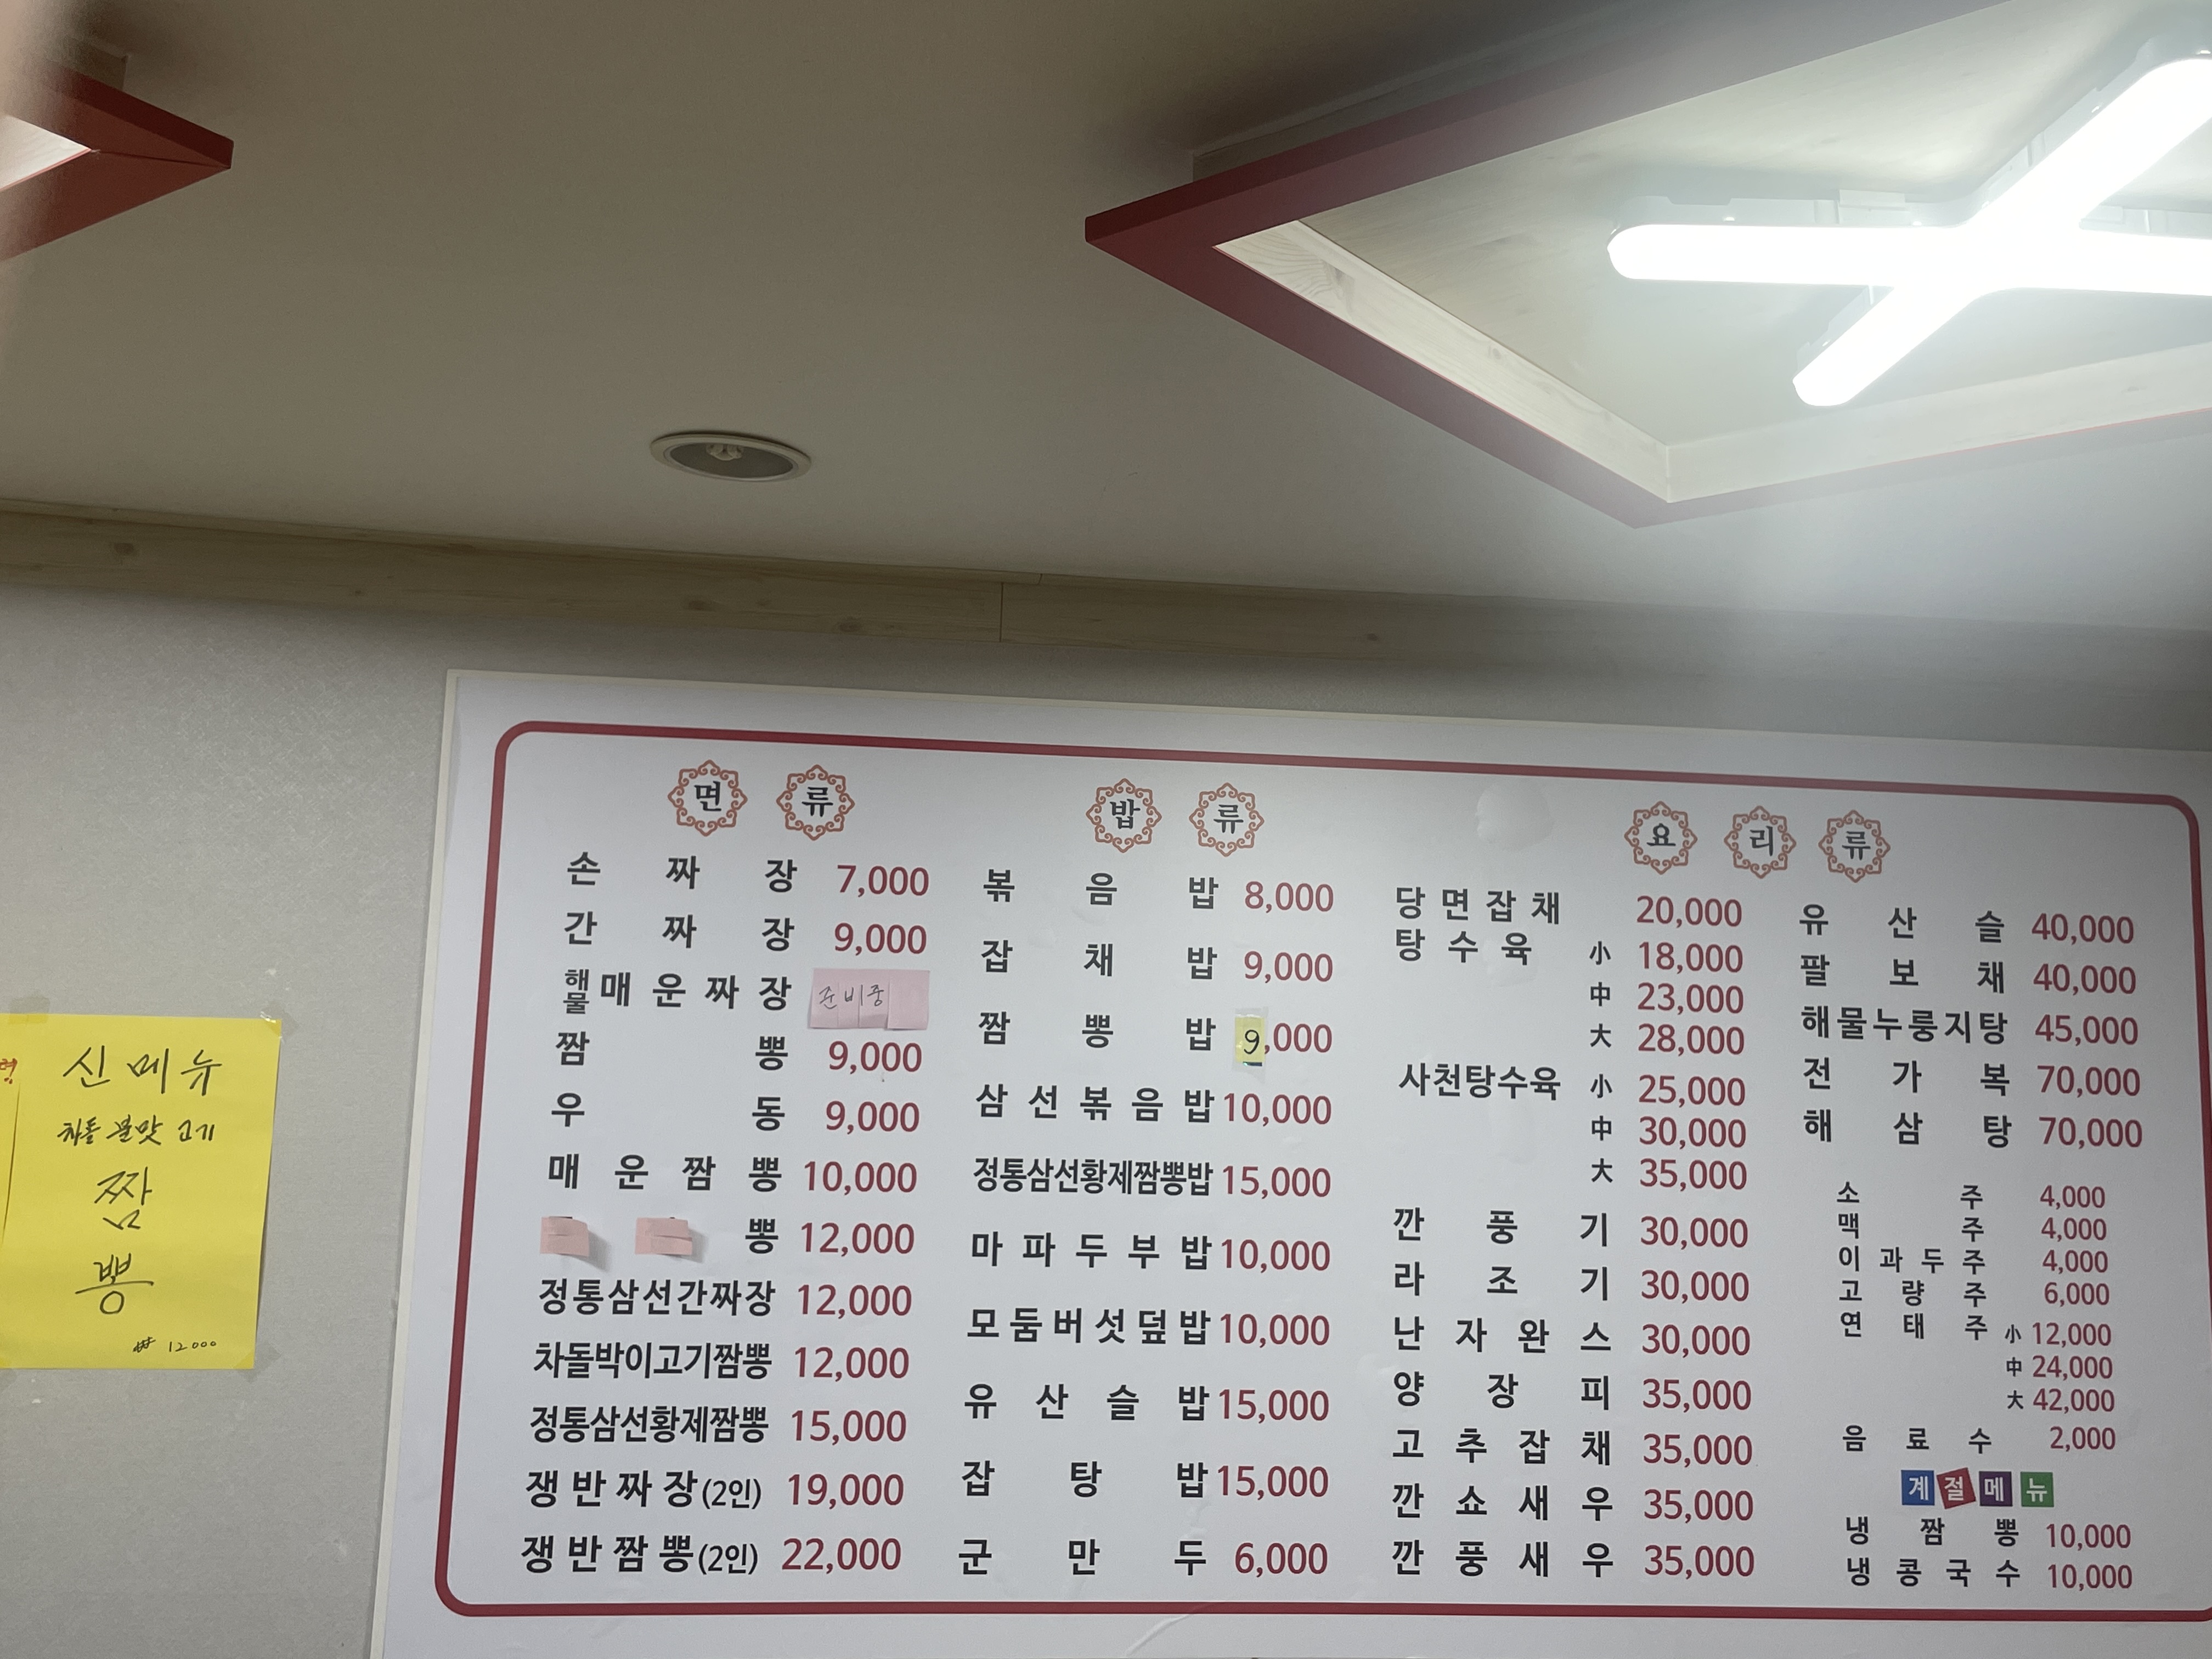 신메뉴
차돌 불맛 고기
짬
뽕
₩ 12000
면류
손짜장 7,000
간짜장 9,000
해물매운짜장 준비중
짬뽕 9,000
우동 9,000
매운짬뽕 10,000
뽕 12,000
정통삼선간짜장 12,000
차돌박이고기짬뽕 12,000
정통삼선황제짬뽕 15,000
쟁반짜장(2인) 19,000
쟁반짬뽕(2인) 22,000
밥류
볶음밥 8,000
잡채밥 9,000
짬뽕밥 9,000
삼선볶음밥 10,000
정통삼선황제짬뽕밥 15,000
마파두부밥 10,000
모둠버섯덮밥 10,000
유산슬밥 15,000
잡탕밥 15,000
군만두 6,000
요리류
당면잡채 20,000
탕수육 小 18,000
中 23,000
大 28,000
사천탕수육 小 25,000
中 30,000
大 35,000
깐풍기 30,000
라조기 30,000
난자완스 30,000
양장피 35,000
고추잡채 35,000
깐쇼새우 35,000
깐풍새우 35,000
유산슬 40,000
팔보채 40,000
해물누룽지탕 45,000
전가복 70,000
해삼탕 70,000
소주 4,000
맥주 4,000
이과두주 4,000
고량주 6,000
연태주 小 12,000
中 24,000
大 42,000
음료수 2,000
계절메뉴
냉짬뽕 10,000
냉콩국수 10,000